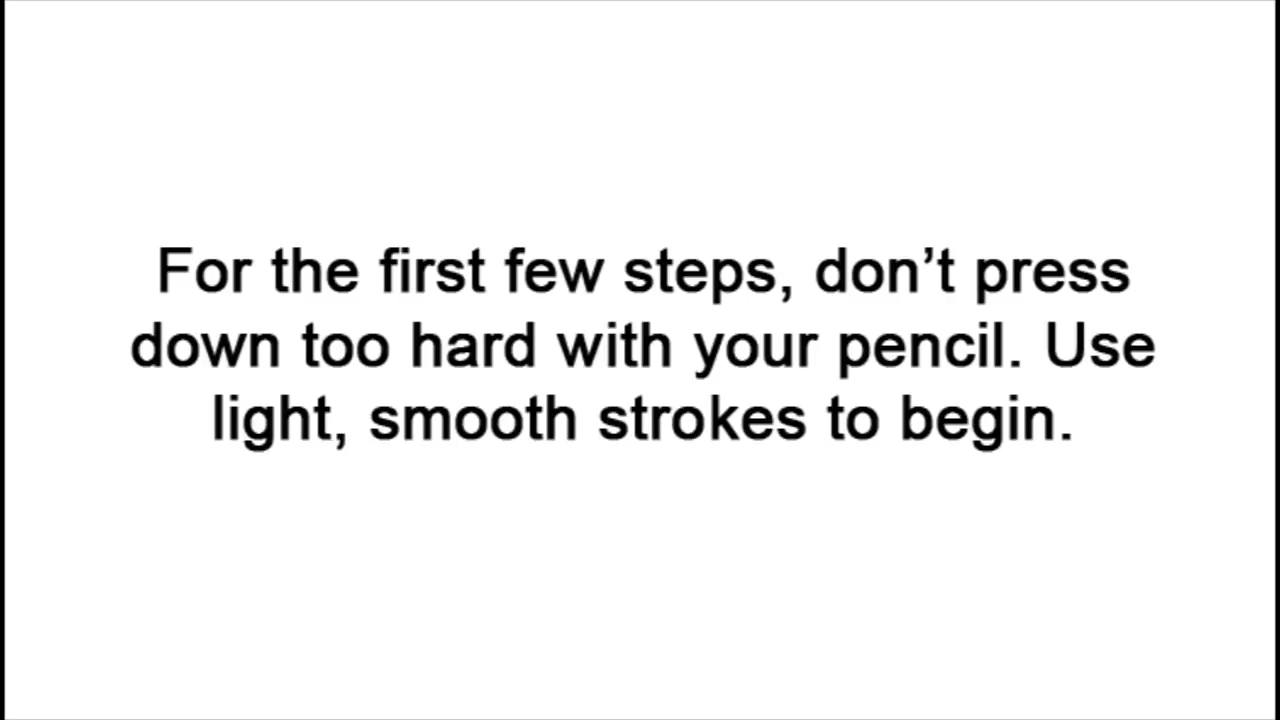 For the first few steps, don’t press
down too hard with your pencil. Use
light, smooth strokes to begin.